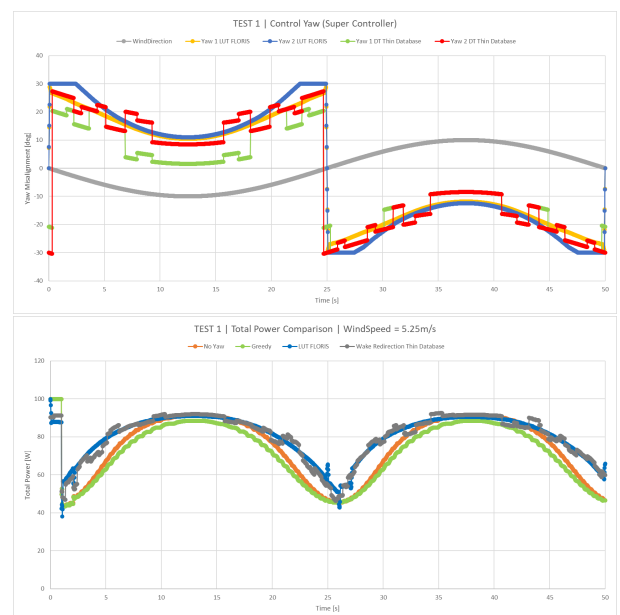 TEST 1 | Control Yaw (Super Controller)
WindDirection Yaw 1 LUT FLORIS Yaw 2 LUT FLORIS Yaw 1 DT Thin Database Yaw 2 DT Thin Database
40
30
20
10
0
-10
-20
-30
-40
Yaw Misalignment [deg]
0 5 10 15 20 25 30 35 40 45 50
Time [s]
TEST 1 | Total Power Comparison | WindSpeed = 5.25m/s
No Yaw Greedy LUT FLORIS Wake Redirection Thin Database
120
100
80
60
40
20
0
Total Power [W]
0 5 10 15 20 25 30 35 40 45 50
Time [s]